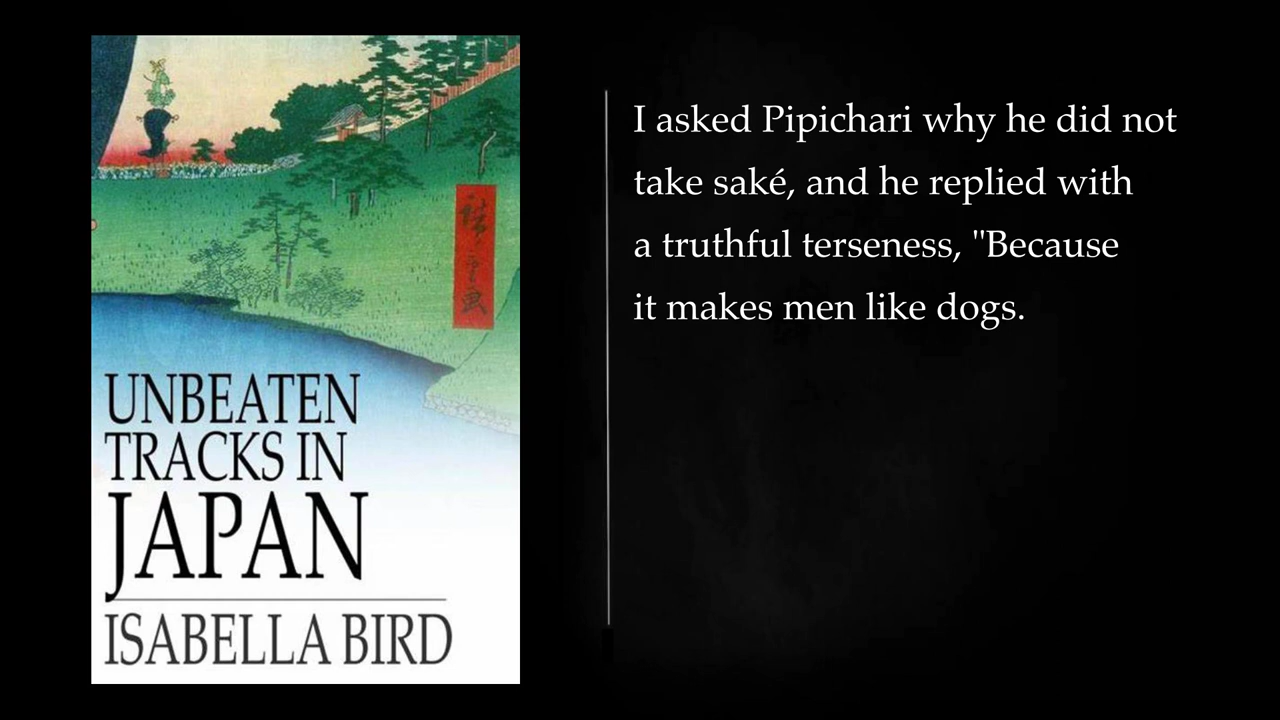 UNBEATEN
TRACKS IN
JAPAN
ISABELLA BIRD
I asked Pipichari why he did not
take saké, and he replied with
a truthful terseness, "Because
it makes men like dogs.